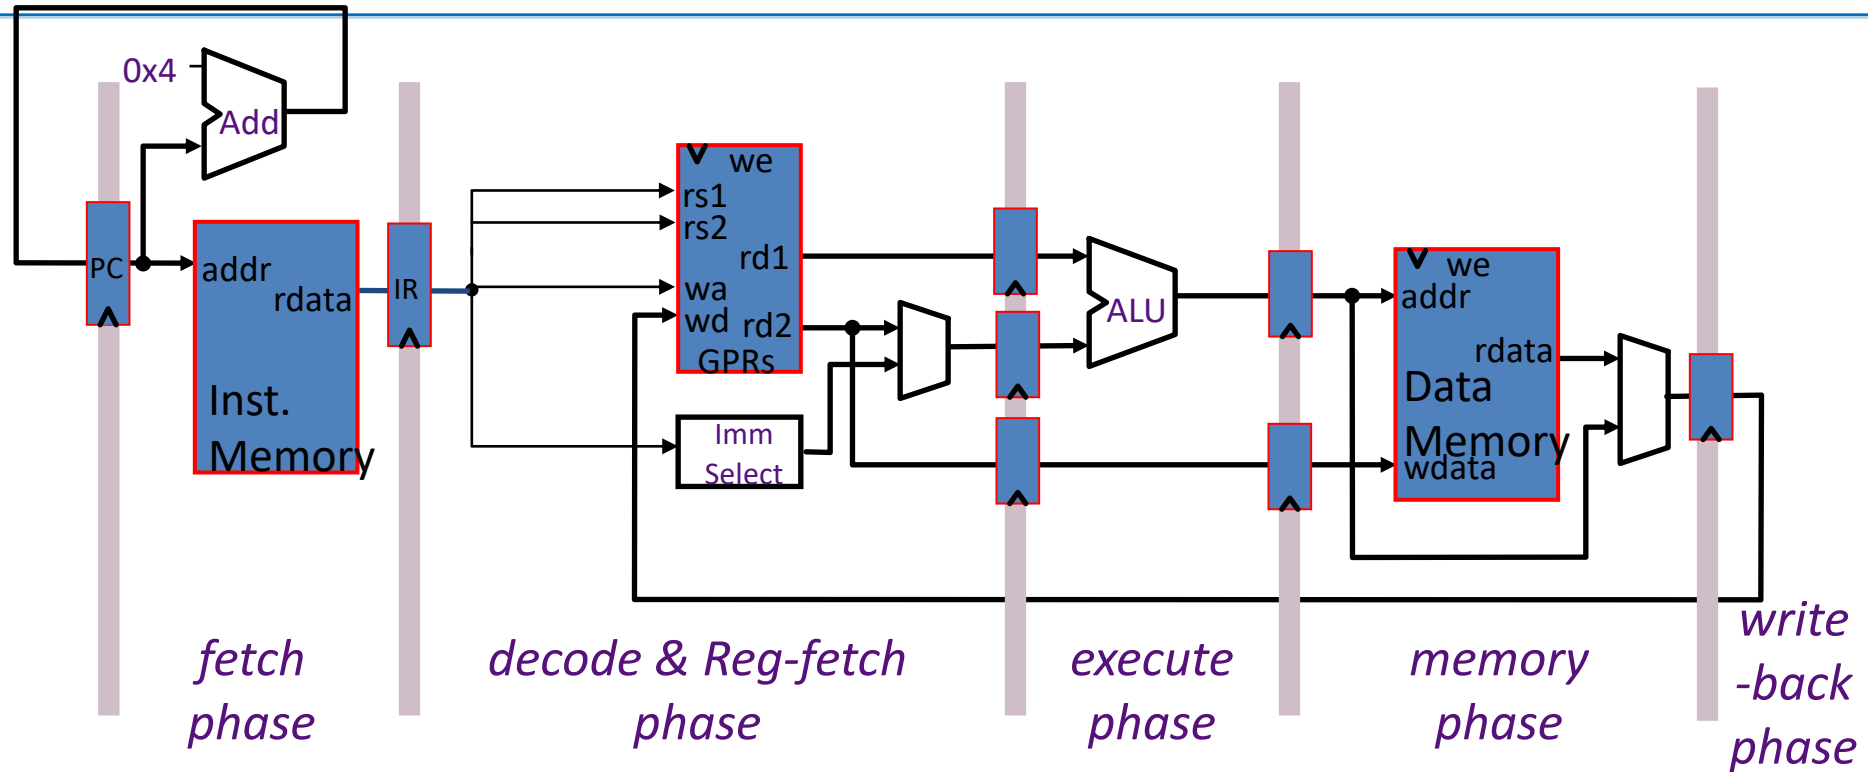 0x4
Add
PC
addr
rdata
Inst.
Memory
IR
we
rs1
rs2
rd1
wa
wd
rd2
GPRs
Imm
Select
ALU
we
addr
rdata
Data
Memory
wdata
fetch
phase
decode & Reg-fetch
phase
execute
phase
memory
phase
write
-back
phase